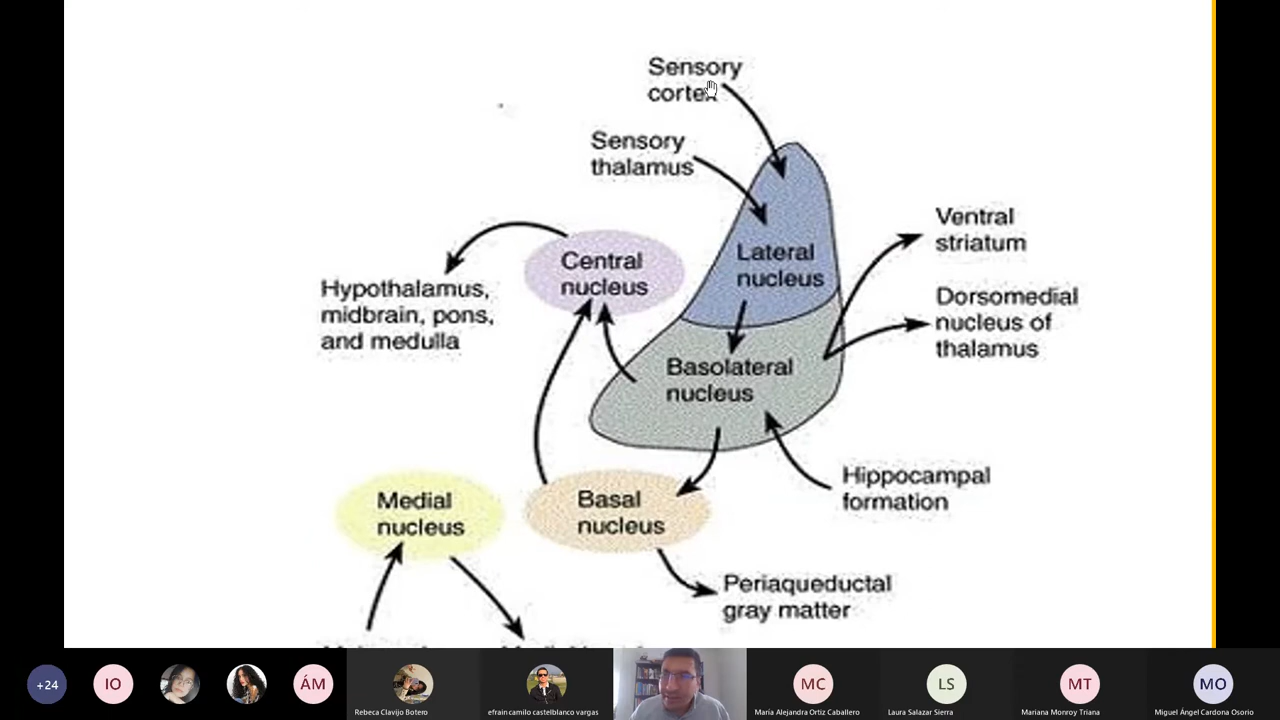 Sensory
cortex
Sensory
thalamus
Lateral
nucleus
Ventral
striatum
Central
nucleus
Hypothalamus,
midbrain, pons,
and medulla
Dorsomedial
nucleus of
thalamus
Basolateral
nucleus
Hippocampal
formation
Medial
nucleus
Basal
nucleus
Periaqueductal
gray matter
+24
IO
ÁM
MC
LS
MT
MO
Rebeca Clavijo Botero
efrain camilo castelblanco vargas
María Alejandra Ortiz Caballero
Laura Salazar Sierra
Mariana Monroy Triana
Miguel Ángel Cardona Osorio